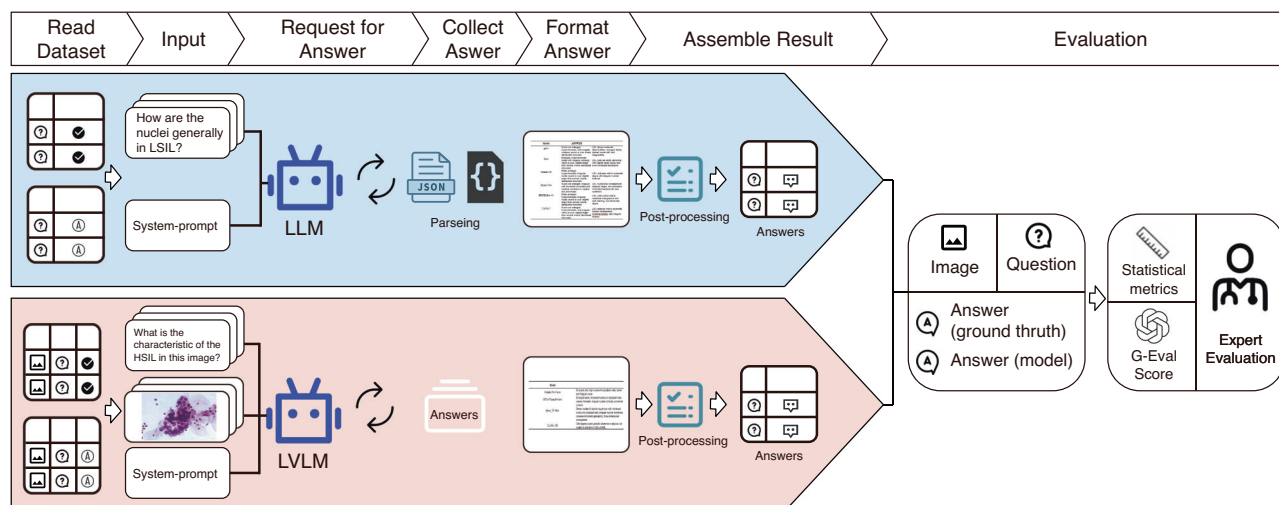 Read
Dataset
Input
Request for
Answer
Collect
Aswer
Format
Answer
Assemble Result
Evaluation
How are the
nuclei generally
in LSIL?
System-prompt
LLM
JSON
Parseing
Post-processing
Answers
What is the
characteristic of the
HSIL in this image?
System-prompt
LVLM
Answers
Post-processing
Answers
Image
Question
Answer
(ground thruth)
Answer (model)
Statistical
metrics
G-Eval
Score
Expert
Evaluation